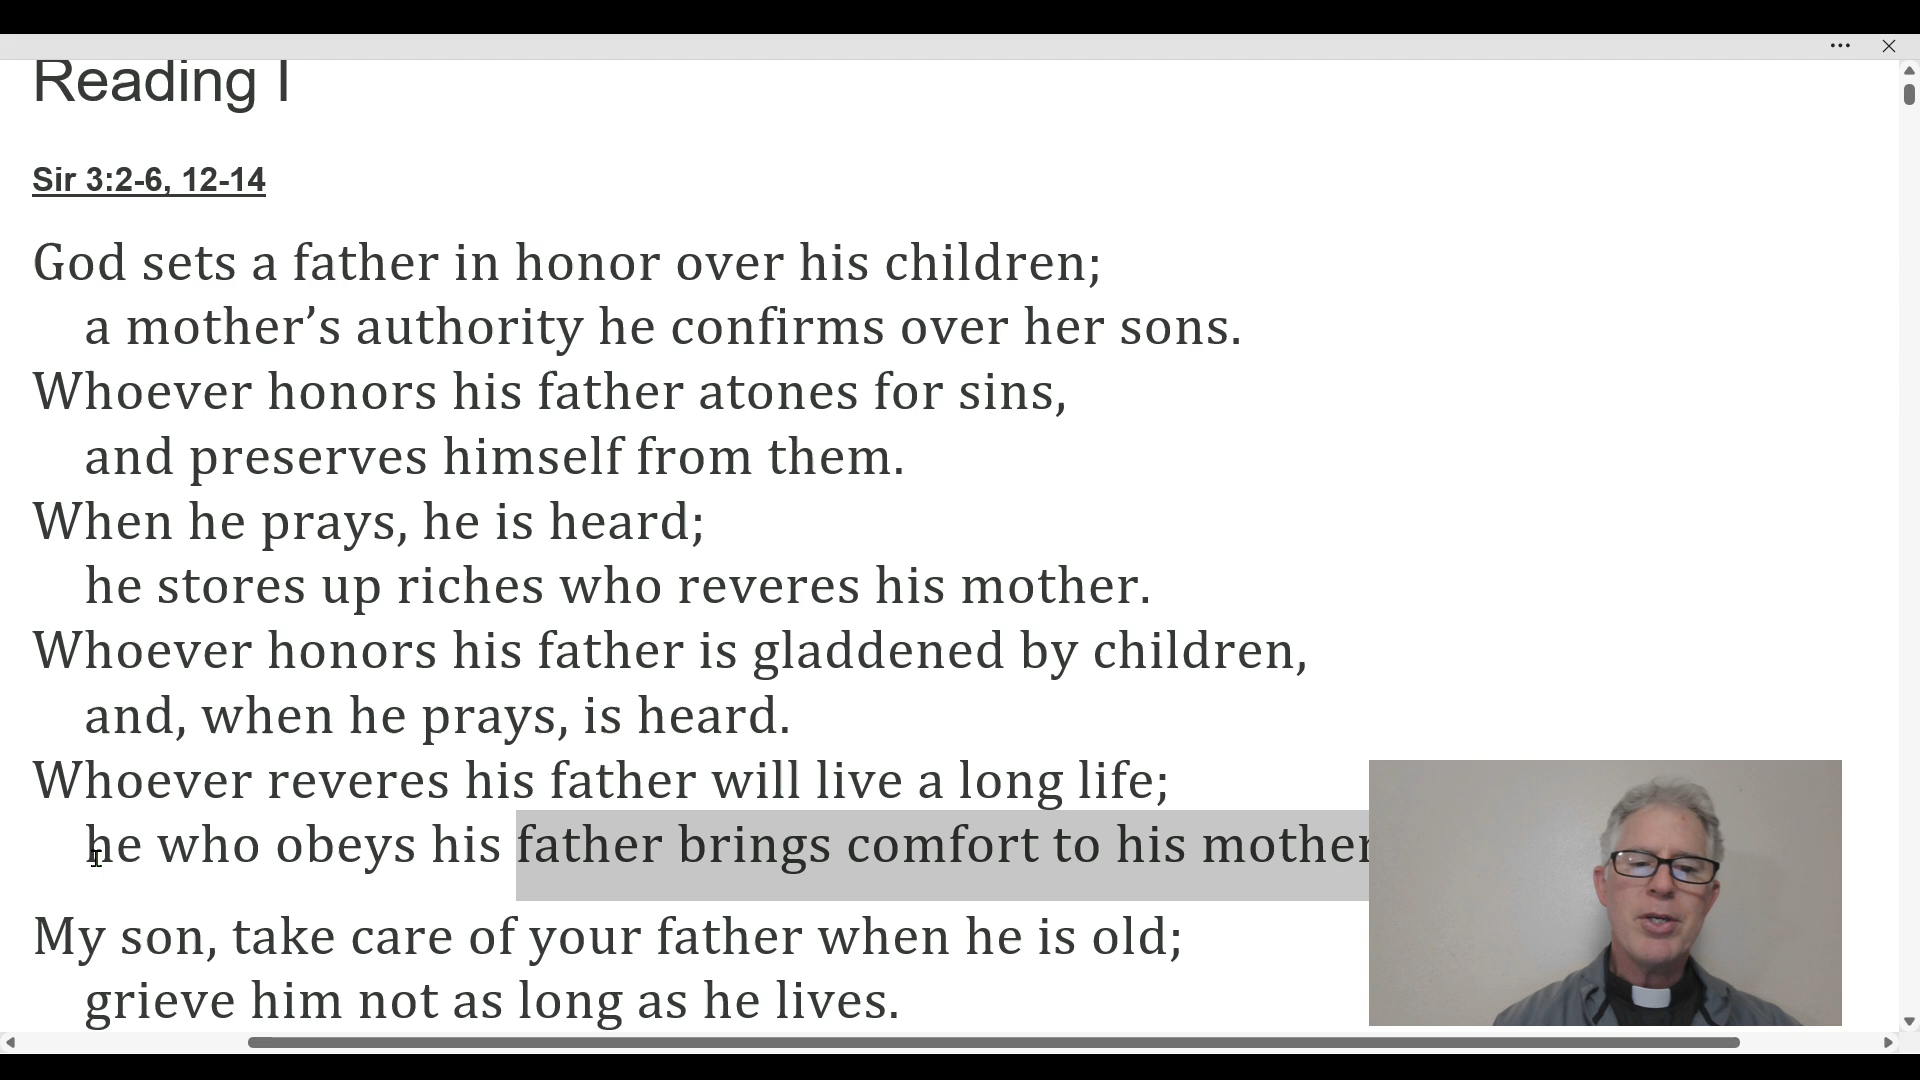 Reading I
Sir 3:2-6, 12-14
God sets a father in honor over his children;
a mother’s authority he confirms over her sons.
Whoever honors his father atones for sins,
and preserves himself from them.
When he prays, he is heard;
he stores up riches who reveres his mother.
Whoever honors his father is gladdened by children,
and, when he prays, is heard.
Whoever reveres his father will live a long life;
he who obeys his father brings comfort to his mother
My son, take care of your father when he is old;
grieve him not as long as he lives.